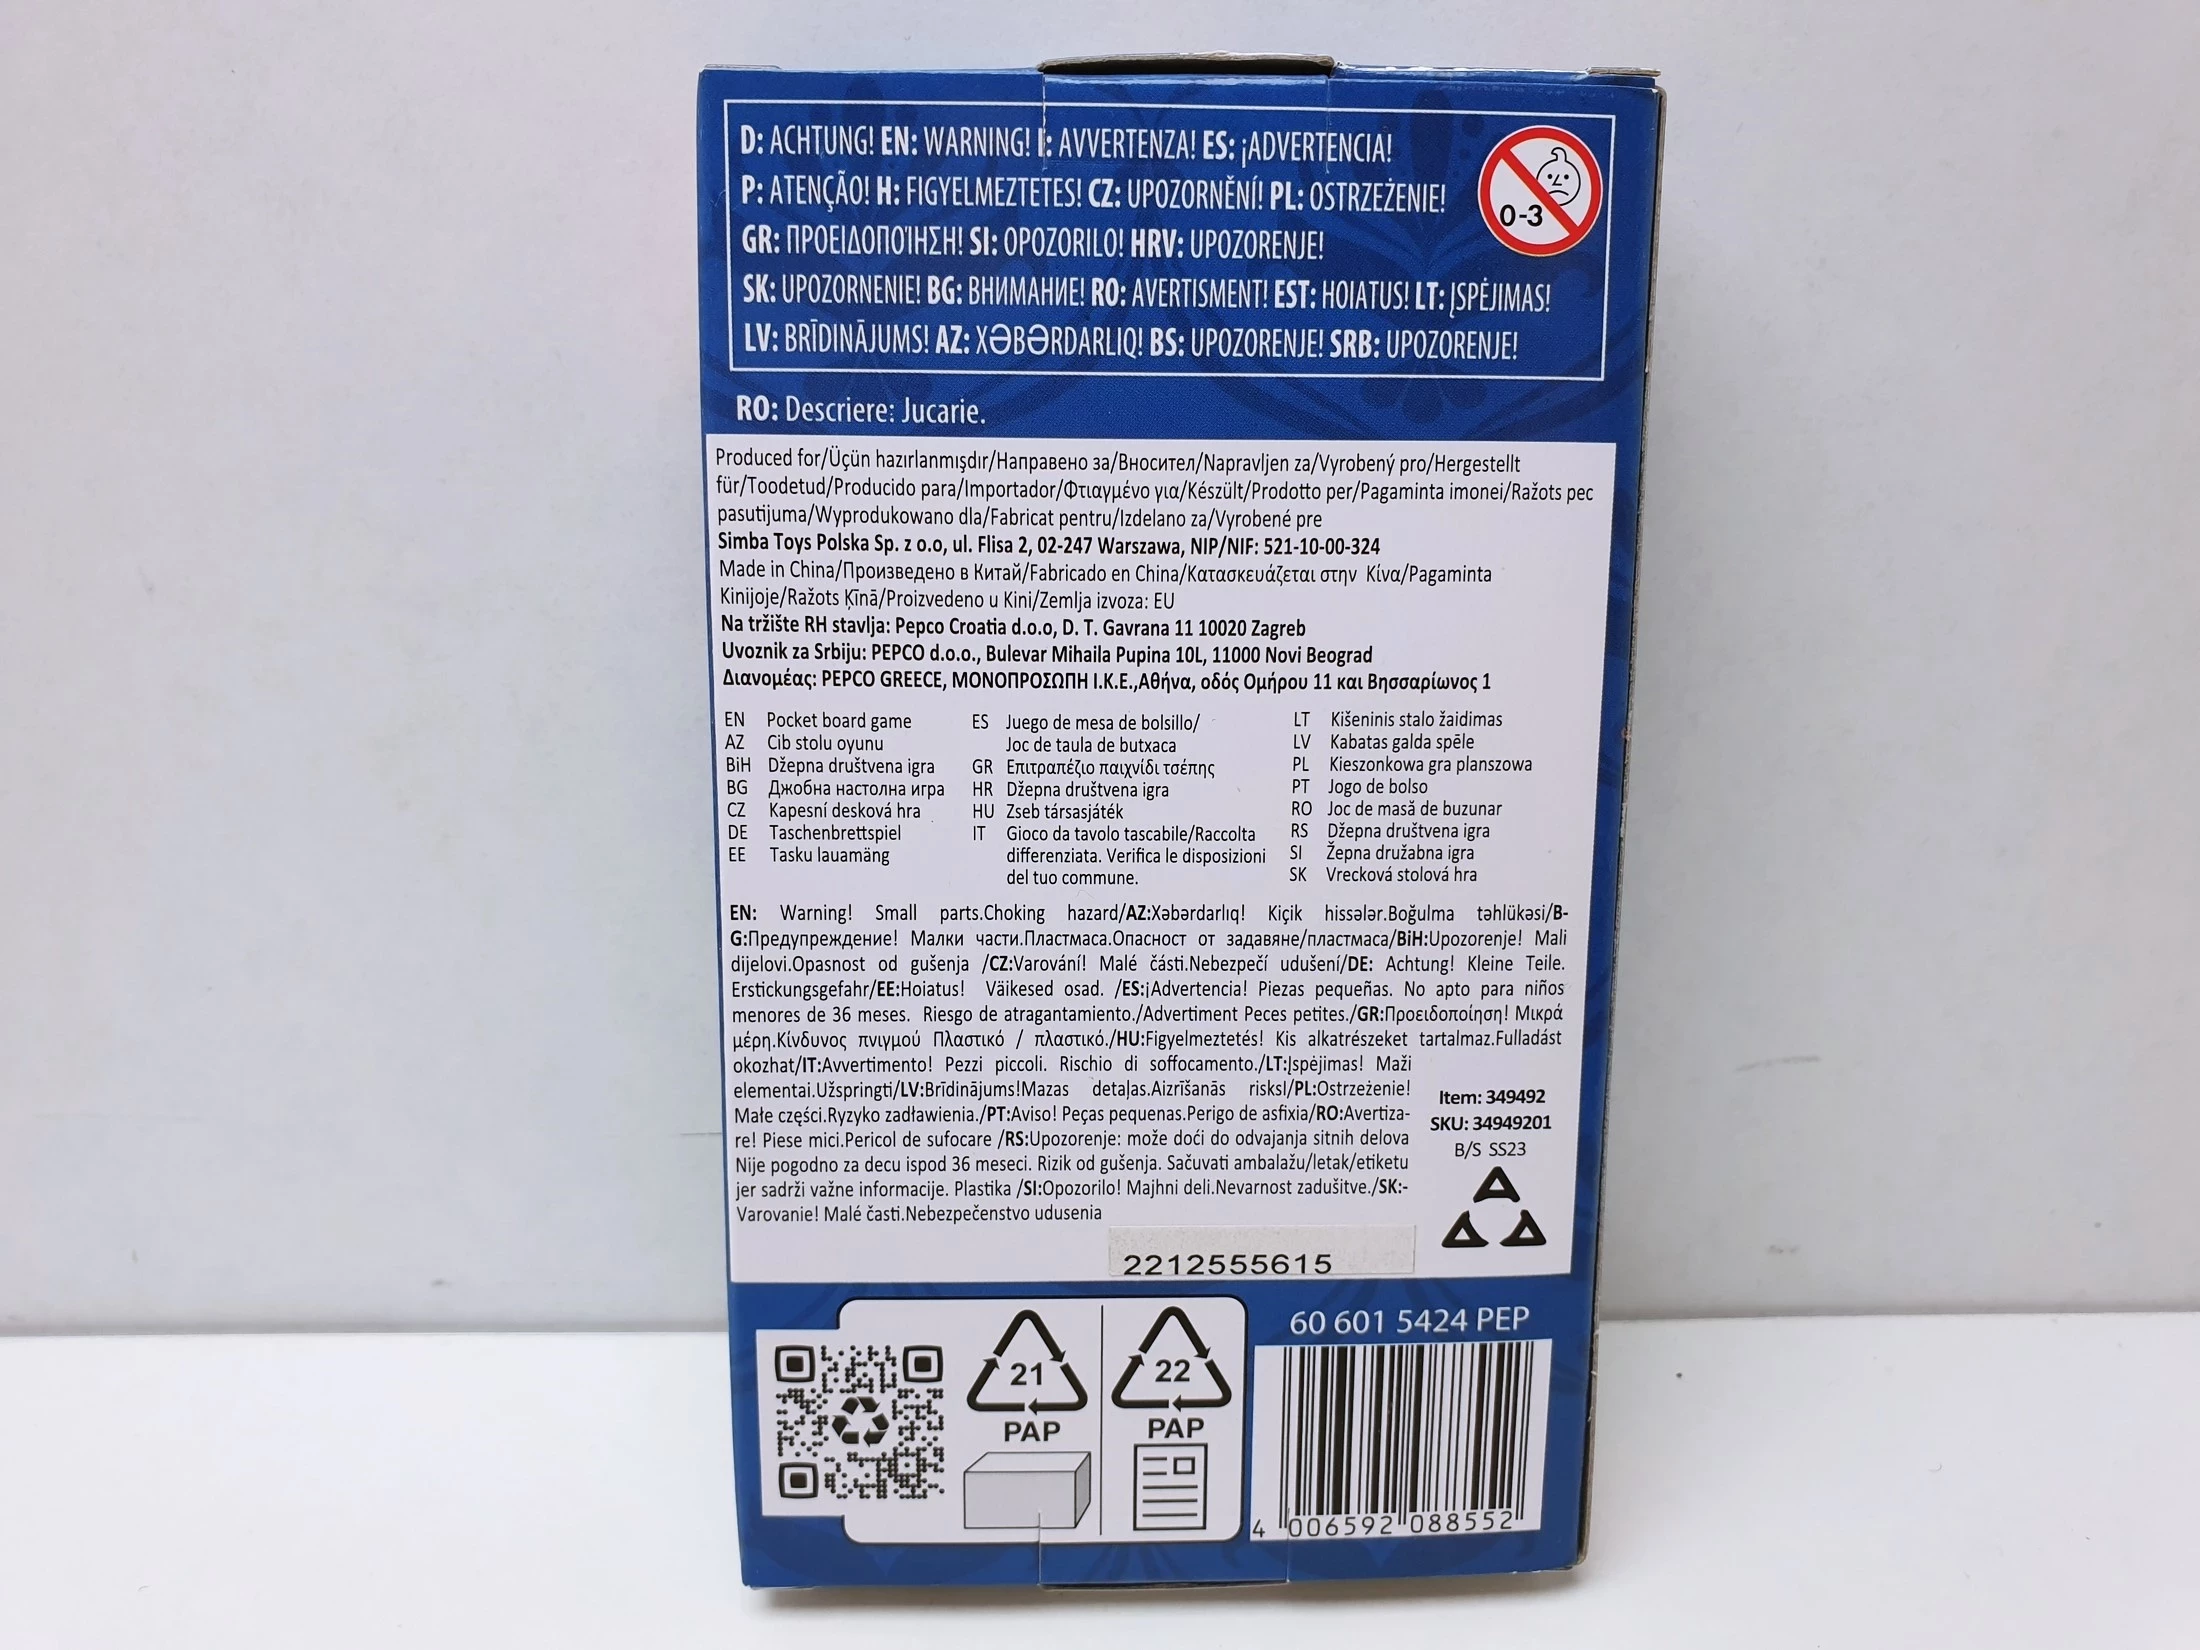 D: ACHTUNG! EN: WARNING! I: AVVERTENZA! ES: ¡ADVERTENCIA!
P: ATENÇÃO! H: FIGYELMEZTETES! CZ: UPOZORNĚNÍ! PL: OSTRZEŻENIE!
GR: ΠΡΟΕΙΔΟΠΟΊΗΣΗ! SI: OPOZORILO! HRV: UPOZORENJE!
SK: UPOZORNENIE! BG: ВНИМАНИЕ! RO: AVERTISMENT! EST: HOIATUS! LT: ĮSPĖJIMAS!
LV: BRĪDINĀJUMS! AZ: XƏBƏRDARLIQ! BS: UPOZORENJE! SRB: UPOZORENJE!
0-3
RO: Descriere: Jucarie.
Produced for/Üçün hazırlanmışdır/Направено за/Вносител/Napravljen za/Vyrobený pro/Hergestellt
für/Toodetud/Producido para/Importador/Φτιαγμένο για/Készült/Prodotto per/Pagaminta imonei/Ražots pec
pasutijuma/Wyprodukowano dla/Fabricat pentru/Izdelano za/Vyrobené pre
Simba Toys Polska Sp. z o.o, ul. Flisa 2, 02-247 Warszawa, NIP/NIF: 521-10-00-324
Made in China/Произведено в Китай/Fabricado en China/Κατασκευάζεται στην Κίνα/Pagaminta
Kinijoje/Ražots Ķīnā/Proizvedeno u Kini/Zemlja izvoza: EU
Na tržište RH stavlja: Pepco Croatia d.o.o, D. T. Gavrana 11 10020 Zagreb
Uvoznik za Srbiju: PEPCO d.o.o., Bulevar Mihaila Pupina 10L, 11000 Novi Beograd
Διανομέας: PEPCO GREECE, ΜΟΝΟΠΡΟΣΩΠΗ Ι.Κ.Ε.,Αθήνα, οδός Ομήρου 11 και Βησσαρίωνος 1
EN Pocket board game
AZ Cib stolu oyunu
BiH Džepna društvena igra
BG Джобна настолна игра
CZ Kapesní desková hra
DE Taschenbrettspiel
EE Tasku lauamäng
ES Juego de mesa de bolsillo/
Joc de taula de butxaca
GR Επιτραπέζιο παιχνίδι τσέπης
HR Džepna društvena igra
HU Zseb társasjáték
IT Gioco da tavolo tascabile/Raccolta
differenziata. Verifica le disposizioni
del tuo commune.
LT Kišeninis stalo žaidimas
LV Kabatas galda spēle
PL Kieszonkowa gra planszowa
PT Jogo de bolso
RO Joc de masă de buzunar
RS Džepna društvena igra
SI Žepna družabna igra
SK Vrecková stolová hra
EN: Warning! Small parts.Choking hazard/AZ:Xəbərdarlıq! Kiçik hissələr.Boğulma təhlükəsi/B-
G:Предупреждение! Малки части.Пластмаса.Опасност от задавяне/пластмаса/BiH:Upozorenje! Mali
dijelovi.Opasnost od gušenja /CZ:Varování! Malé části.Nebezpečí udušení/DE: Achtung! Kleine Teile.
Erstickungsgefahr/EE:Hoiatus! Väikesed osad. /ES:¡Advertencia! Piezas pequeñas. No apto para niños
menores de 36 meses. Riesgo de atragantamiento./Advertiment Peces petites./GR:Προειδοποίηση! Μικρά
μέρη.Κίνδυνος πνιγμού Πλαστικό / πλαστικό./HU:Figyelmeztetés! Kis alkatrészeket tartalmaz.Fulladást
okozhat/IT:Avvertimento! Pezzi piccoli. Rischio di soffocamento./LT:Įspėjimas! Maži
elementai.Užspringti/LV:Brīdinājums!Mazas detaļas.Aizrīšanās risksl/PL:Ostrzeżenie!
Małe części.Ryzyko zadławienia./PT:Aviso! Peças pequenas.Perigo de asfixia/RO:Avertiza-
re! Piese mici.Pericol de sufocare /RS:Upozorenje: može doći do odvajanja sitnih delova
Nije pogodno za decu ispod 36 meseci. Rizik od gušenja. Sačuvati ambalažu/letak/etiketu
jer sadrži važne informacije. Plastika /SI:Opozorilo! Majhni deli.Nevarnost zadušitve./SK:-
Varovanie! Malé časti.Nebezpečenstvo udusenia
Item: 349492
SKU: 34949201
B/S SS23
2212555615
21
PAP
22
PAP
60 601 5424 PEP
4 006592 088552